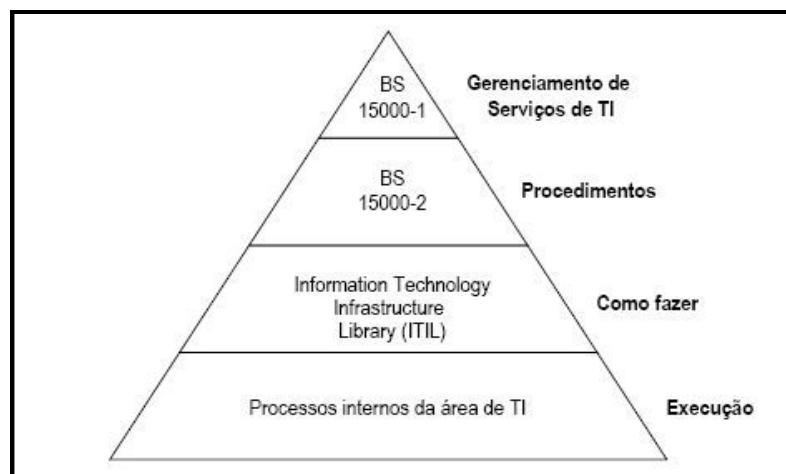 BS
15000-1
Gerenciamento de
Serviços de TI
BS
15000-2
Procedimentos
Information Technology
Infrastructure
Library (ITIL)
Como fazer
Processos internos da área de TI
Execução